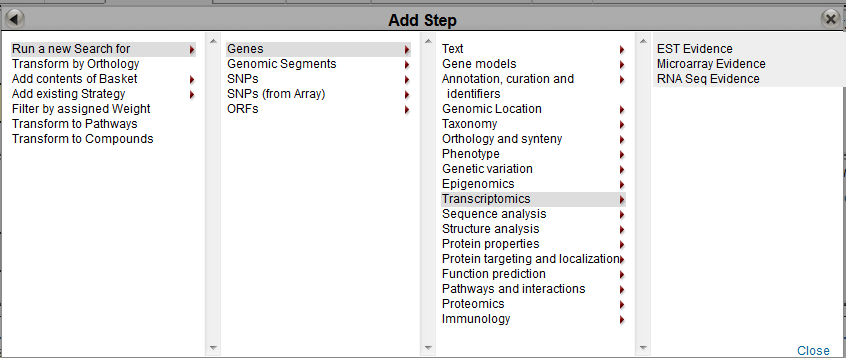 Add Step
Run a new Search for
Transform by Orthology
Add contents of Basket
Add existing Strategy
Filter by assigned Weight
Transform to Pathways
Transform to Compounds
Genes
Genomic Segments
SNPs
SNPs (from Array)
ORFs
Text
Gene models
Annotation, curation and
identifiers
Genomic Location
Taxonomy
Orthology and synteny
Phenotype
Genetic variation
Epigenomics
Transcriptomics
Sequence analysis
Structure analysis
Protein properties
Protein targeting and localization
Function prediction
Pathways and interactions
Proteomics
Immunology
EST Evidence
Microarray Evidence
RNA Seq Evidence
Close